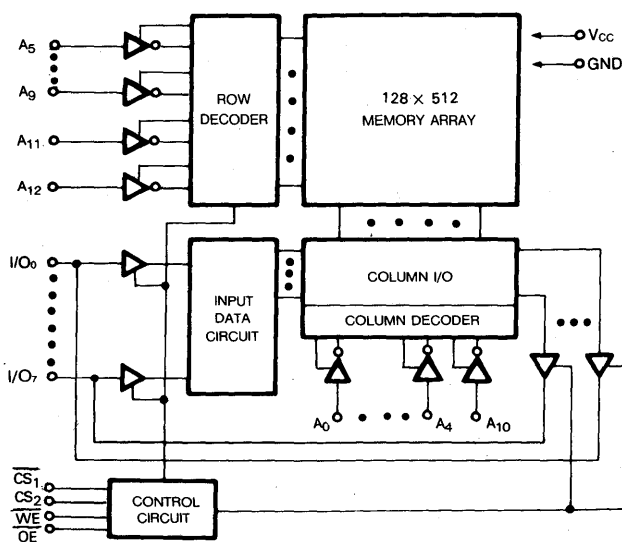 A5
A9
A11
A12
ROW
DECODER
128 × 512
MEMORY ARRAY
VCC
GND
I/O0
I/O7
INPUT
DATA
CIRCUIT
COLUMN I/O
COLUMN DECODER
A0
A4
A10
CS1
CS2
WE
OE
CONTROL
CIRCUIT